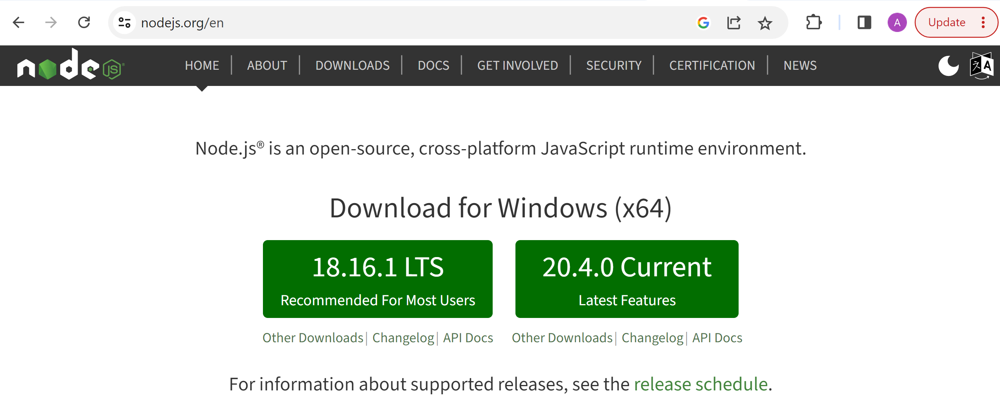 nodejs.org/en
A
Update
node JS®
HOME | ABOUT | DOWNLOADS | DOCS | GET INVOLVED | SECURITY | CERTIFICATION | NEWS
Node.js® is an open-source, cross-platform JavaScript runtime environment.
Download for Windows (x64)
18.16.1 LTS
Recommended For Most Users
20.4.0 Current
Latest Features
Other Downloads | Changelog | API Docs
Other Downloads | Changelog | API Docs
For information about supported releases, see the release schedule.